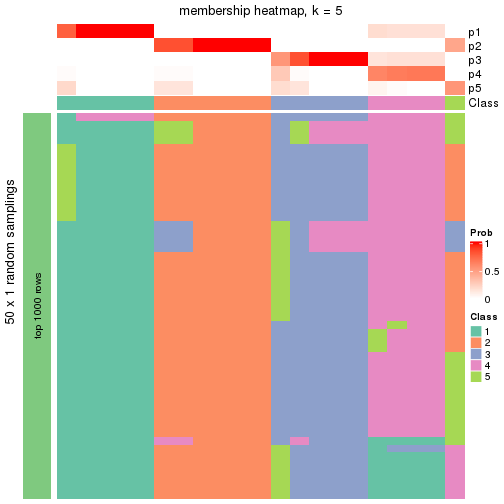 membership heatmap, k = 5
p1
p2
p3
p4
p5
Class
50 x 1 random samplings
top 1000 rows
Prob
1
0.5
0
Class
1
2
3
4
5